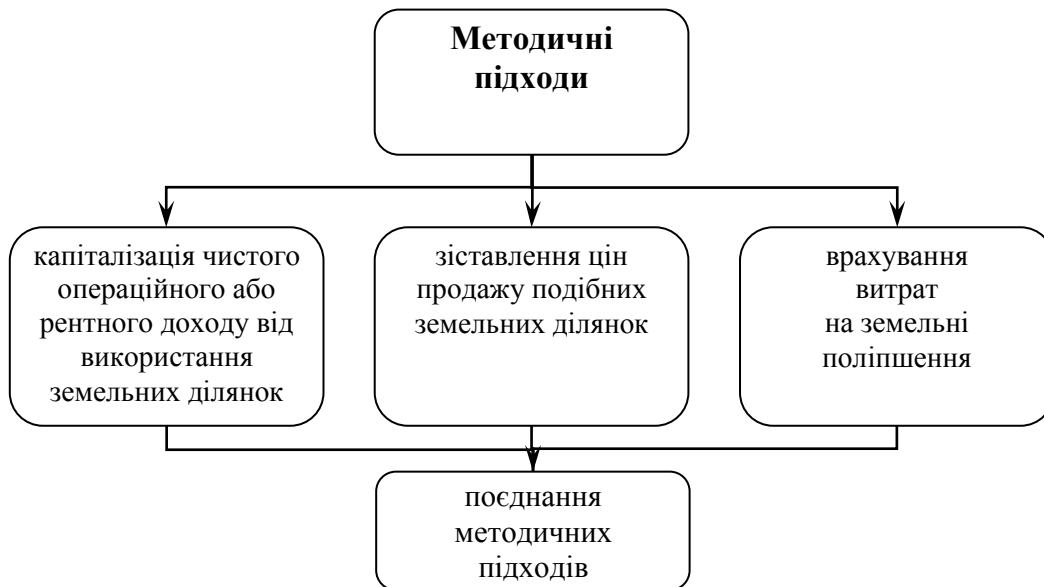 Методичні
підходи
капіталізація чистого
операційного або
рентного доходу від
використання
земельних ділянок
зіставлення цін
продажу подібних
земельних ділянок
врахування
витрат
на земельні
поліпшення
поєднання
методичних
підходів